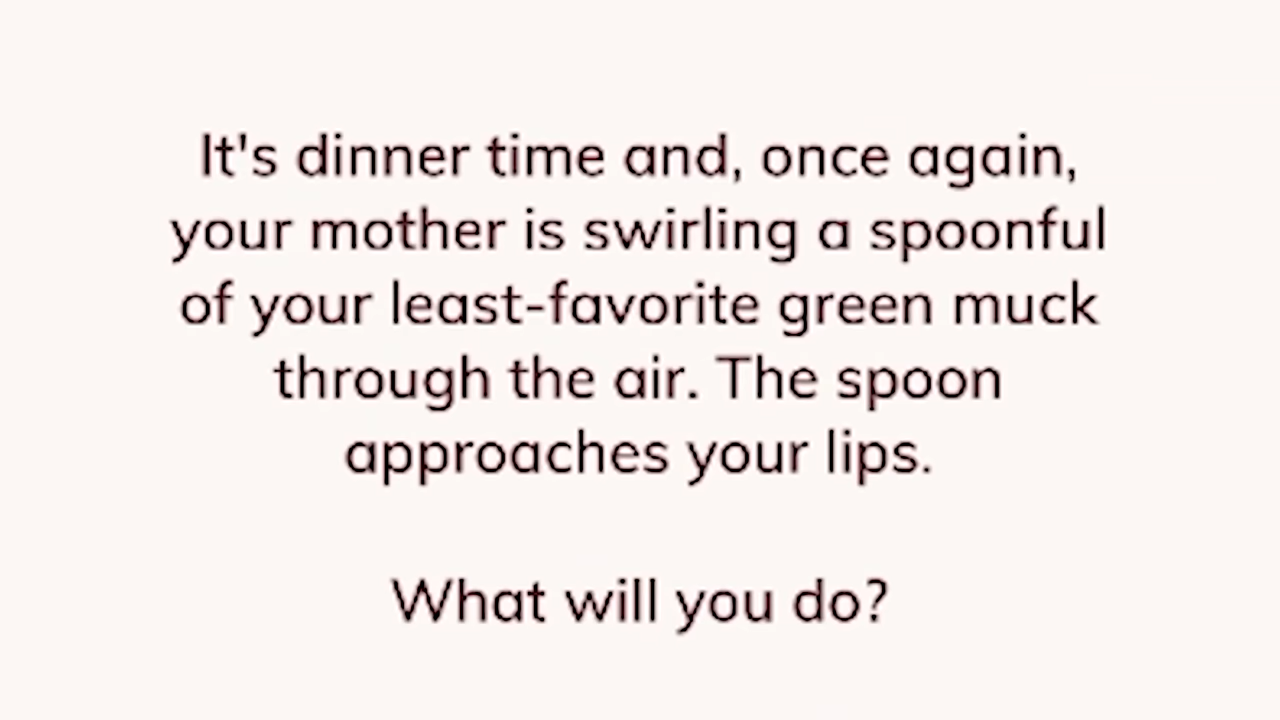 It's dinner time and, once again,
your mother is swirling a spoonful
of your least-favorite green muck
through the air. The spoon
approaches your lips.
What will you do?